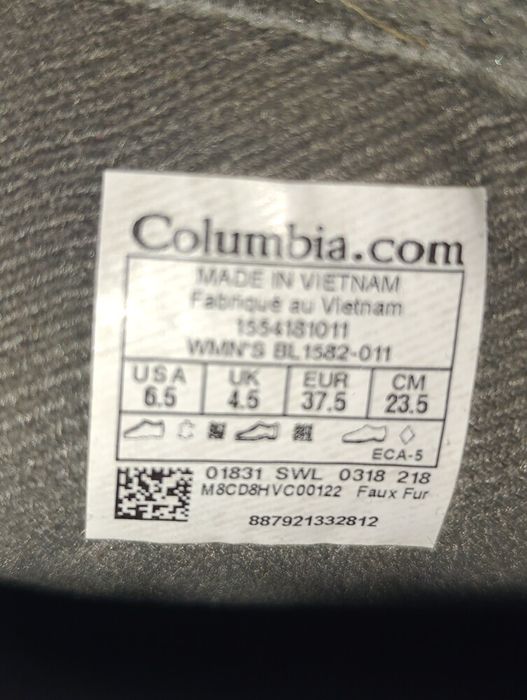 Columbia.com
MADE IN VIETNAM
Fabriqué au Vietnam
1554181011
WMN'S BL1582-011
USA UK EUR CM
6.5 4.5 37.5 23.5
ECA-5
01831 SWL 0318 218
M8CD8HVC00122 Faux Fur
887921332812